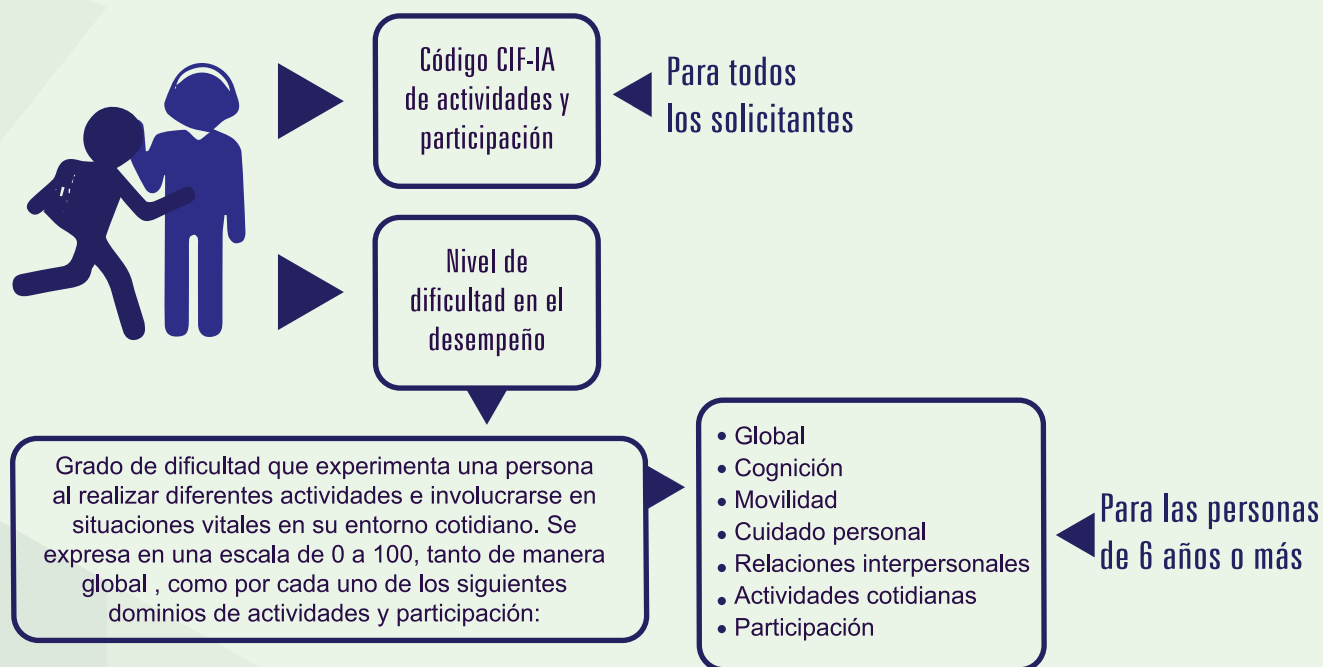 Código CIF-IA
de actividades y
participación
Para todos
los solicitantes
Nivel de
dificultad en el
desempeño
Grado de dificultad que experimenta una persona
al realizar diferentes actividades e involucrarse en
situaciones vitales en su entorno cotidiano. Se
expresa en una escala de 0 a 100, tanto de manera
global , como por cada uno de los siguientes
dominios de actividades y participación:
• Global
• Cognición
• Movilidad
• Cuidado personal
• Relaciones interpersonales
• Actividades cotidianas
• Participación
Para las personas
de 6 años o más